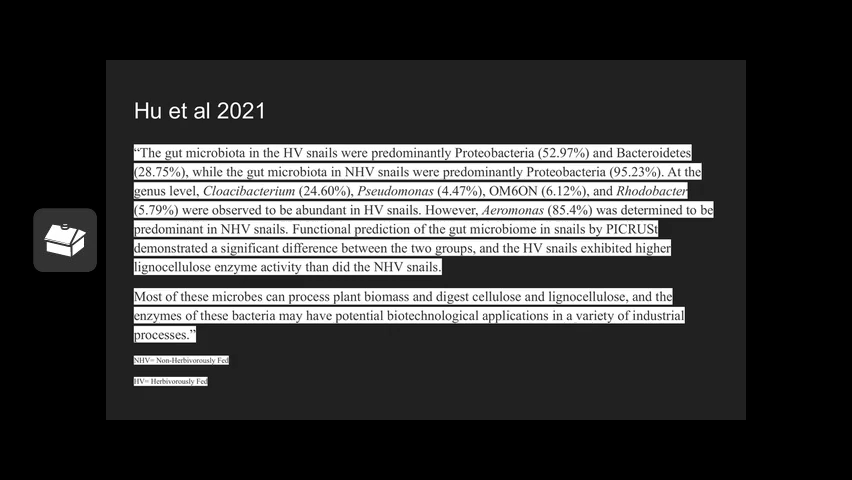 Hu et al 2021
“The gut microbiota in the HV snails were predominantly Proteobacteria (52.97%) and Bacteroidetes
(28.75%), while the gut microbiota in NHV snails were predominantly Proteobacteria (95.23%). At the
genus level, Cloacibacterium (24.60%), Pseudomonas (4.47%), OM6ON (6.12%), and Rhodobacter
(5.79%) were observed to be abundant in HV snails. However, Aeromonas (85.4%) was determined to be
predominant in NHV snails. Functional prediction of the gut microbiome in snails by PICRUSt
demonstrated a significant difference between the two groups, and the HV snails exhibited higher
lignocellulose enzyme activity than did the NHV snails.
Most of these microbes can process plant biomass and digest cellulose and lignocellulose, and the
enzymes of these bacteria may have potential biotechnological applications in a variety of industrial
processes.”
NHV= Non-Herbivorously Fed
HV= Herbivorously Fed